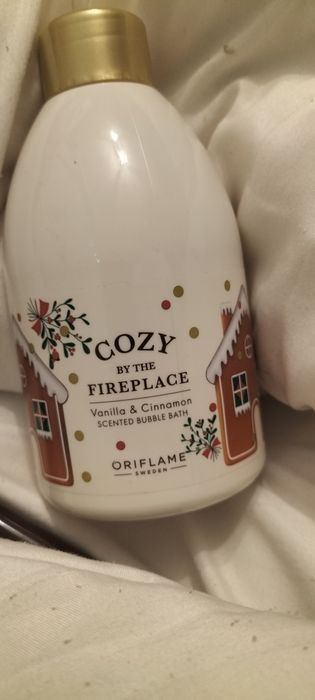 COZY
BY THE
FIREPLACE
Vanilla & Cinnamon
SCENTED BUBBLE BATH
ORIFLAME
SWEDEN